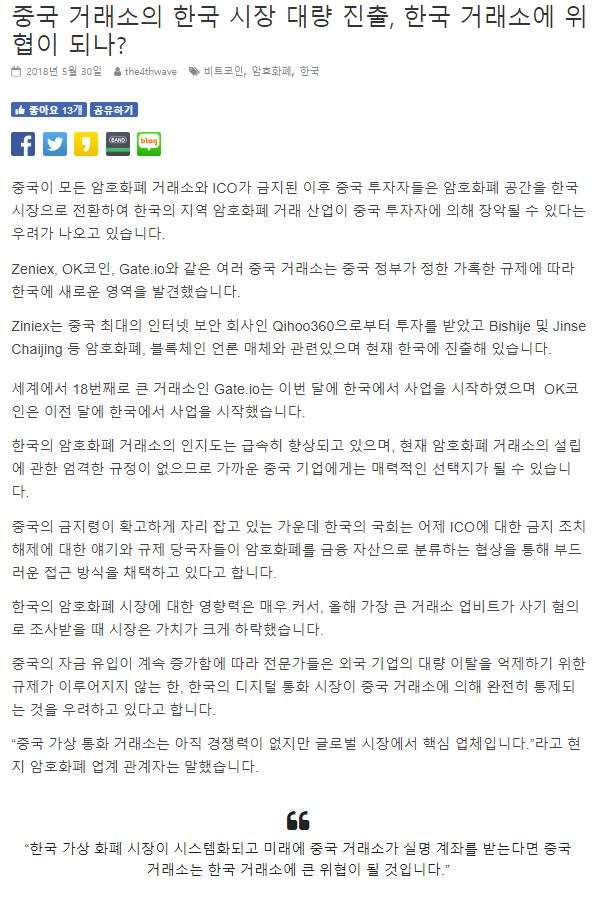 중국 거래소의 한국 시장 대량 진출, 한국 거래소에 위
협이 되나?
2018년 5월 30일 the4thwave 비트코인, 암호화폐, 한국
좋아요 13개 공유하기
BAND blog
중국이 모든 암호화폐 거래소와 ICO가 금지된 이후 중국 투자자들은 암호화폐 공간을 한국
시장으로 전환하여 한국의 지역 암호화폐 거래 산업이 중국 투자자에 의해 장악될 수 있다는
우려가 나오고 있습니다.
Zeniex, OK코인, Gate.io와 같은 여러 중국 거래소는 중국 정부가 정한 가혹한 규제에 따라
한국에 새로운 영역을 발견했습니다.
Ziniex는 중국 최대의 인터넷 보안 회사인 Qihoo360으로부터 투자를 받았고 Bishije 및 Jinse
Chaijing 등 암호화폐, 블록체인 언론 매체와 관련있으며 현재 한국에 진출해 있습니다.
세계에서 18번째로 큰 거래소인 Gate.io는 이번 달에 한국에서 사업을 시작하였으며 OK코
인은 이전 달에 한국에서 사업을 시작했습니다.
한국의 암호화폐 거래소의 인지도는 급속히 향상되고 있으며, 현재 암호화폐 거래소의 설립
에 관한 엄격한 규정이 없으므로 가까운 중국 기업에게는 매력적인 선택지가 될 수 있습니
다.
중국의 금지령이 확고하게 자리 잡고 있는 가운데 한국의 국회는 어제 ICO에 대한 금지 조치
해제에 대한 얘기와 규제 당국자들이 암호화폐를 금융 자산으로 분류하는 협상을 통해 부드
러운 접근 방식을 채택하고 있다고 합니다.
한국의 암호화폐 시장에 대한 영향력은 매우 커서, 올해 가장 큰 거래소 업비트가 사기 혐의
로 조사받을 때 시장은 가치가 크게 하락했습니다.
중국의 자금 유입이 계속 증가함에 따라 전문가들은 외국 기업의 대량 이탈을 억제하기 위한
규제가 이루어지지 않는 한, 한국의 디지털 통화 시장이 중국 거래소에 의해 완전히 통제되
는 것을 우려하고 있다고 합니다.
“중국 가상 통화 거래소는 아직 경쟁력이 없지만 글로벌 시장에서 핵심 업체입니다.”라고 현
지 암호화폐 업계 관계자는 말했습니다.
“한국 가상 화폐 시장이 시스템화되고 미래에 중국 거래소가 실명 계좌를 받는다면 중국
거래소는 한국 거래소에 큰 위협이 될 것입니다.”